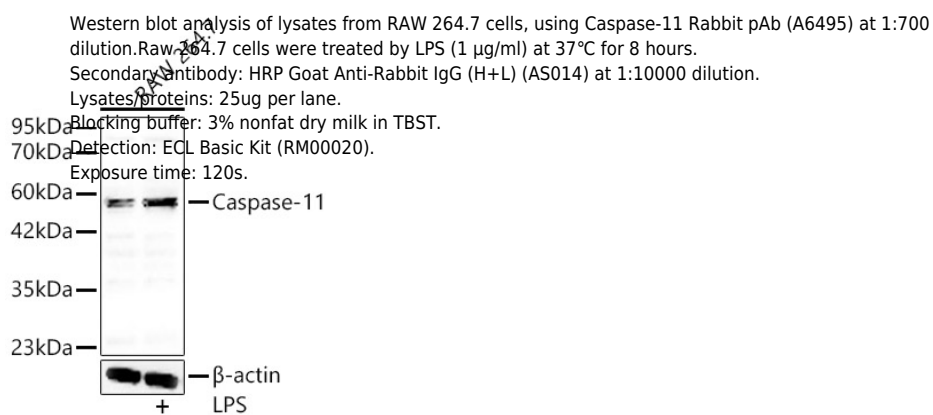 Western blot analysis of lysates from RAW 264.7 cells, using Caspase-11 Rabbit pAb (A6495) at 1:700
dilution.Raw 264.7 cells were treated by LPS (1 μg/ml) at 37℃ for 8 hours.
Secondary antibody: HRP Goat Anti-Rabbit IgG (H+L) (AS014) at 1:10000 dilution.
Lysates/proteins: 25ug per lane.
Blocking buffer: 3% nonfat dry milk in TBST.
Detection: ECL Basic Kit (RM00020).
Exposure time: 120s.
RAW 264.7
95kDa
70kDa
60kDa
Caspase-11
42kDa
35kDa
23kDa
β-actin
+ LPS